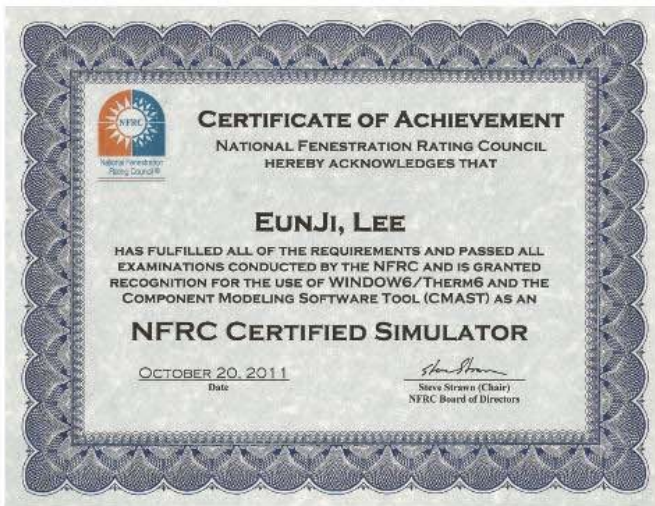 NFRC
National Fenestration
Rating Council®
CERTIFICATE OF ACHIEVEMENT
NATIONAL FENESTRATION RATING COUNCIL
HEREBY ACKNOWLEDGES THAT
EUNJI, LEE
HAS FULFILLED ALL OF THE REQUIREMENTS AND PASSED ALL
EXAMINATIONS CONDUCTED BY THE NFRC AND IS GRANTED
RECOGNITION FOR THE USE OF WINDOW6/THERM6 AND THE
COMPONENT MODELING SOFTWARE TOOL (CMAST) AS AN
NFRC CERTIFIED SIMULATOR
OCTOBER 20, 2011
Date
Steve Strawn
Steve Strawn (Chair)
NFRC Board of Directors